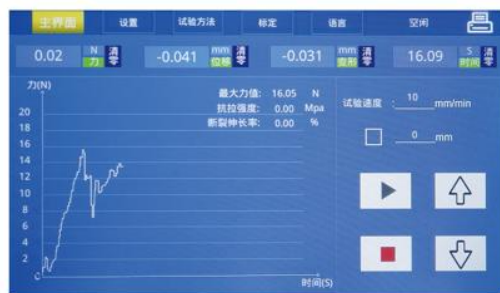 主界面 设置 试验方法 标定 语言 空闲
0.02 N 力 清零 -0.041 mm 位移 清零 -0.031 mm 变形 清零 16.09 S 时间 清零
力(N)
最大力值: 16.05 N
抗拉强度: 0.00 Mpa
断裂伸长率: 0.00 %
试验速度 : 10 mm/min
0 mm
20
18
16
14
12
10
8
6
4
2
0
时间(S)